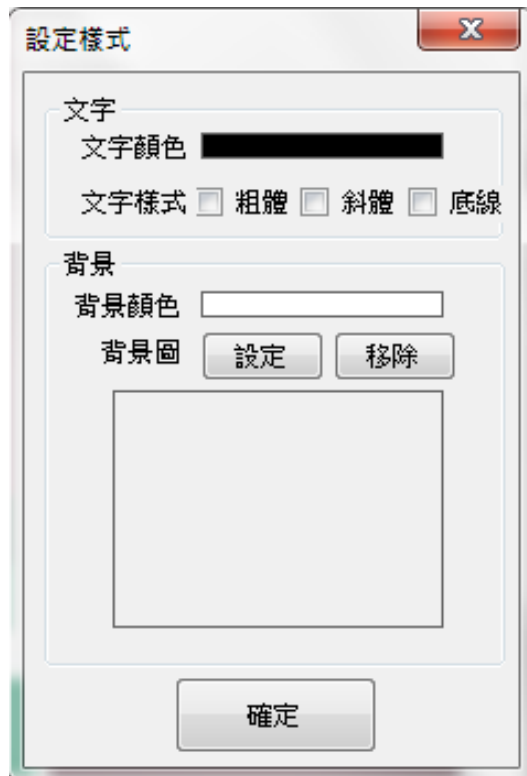 設定樣式
文字
文字顏色
文字樣式 粗體 斜體 底線
背景
背景顏色
背景圖 設定 移除
確定